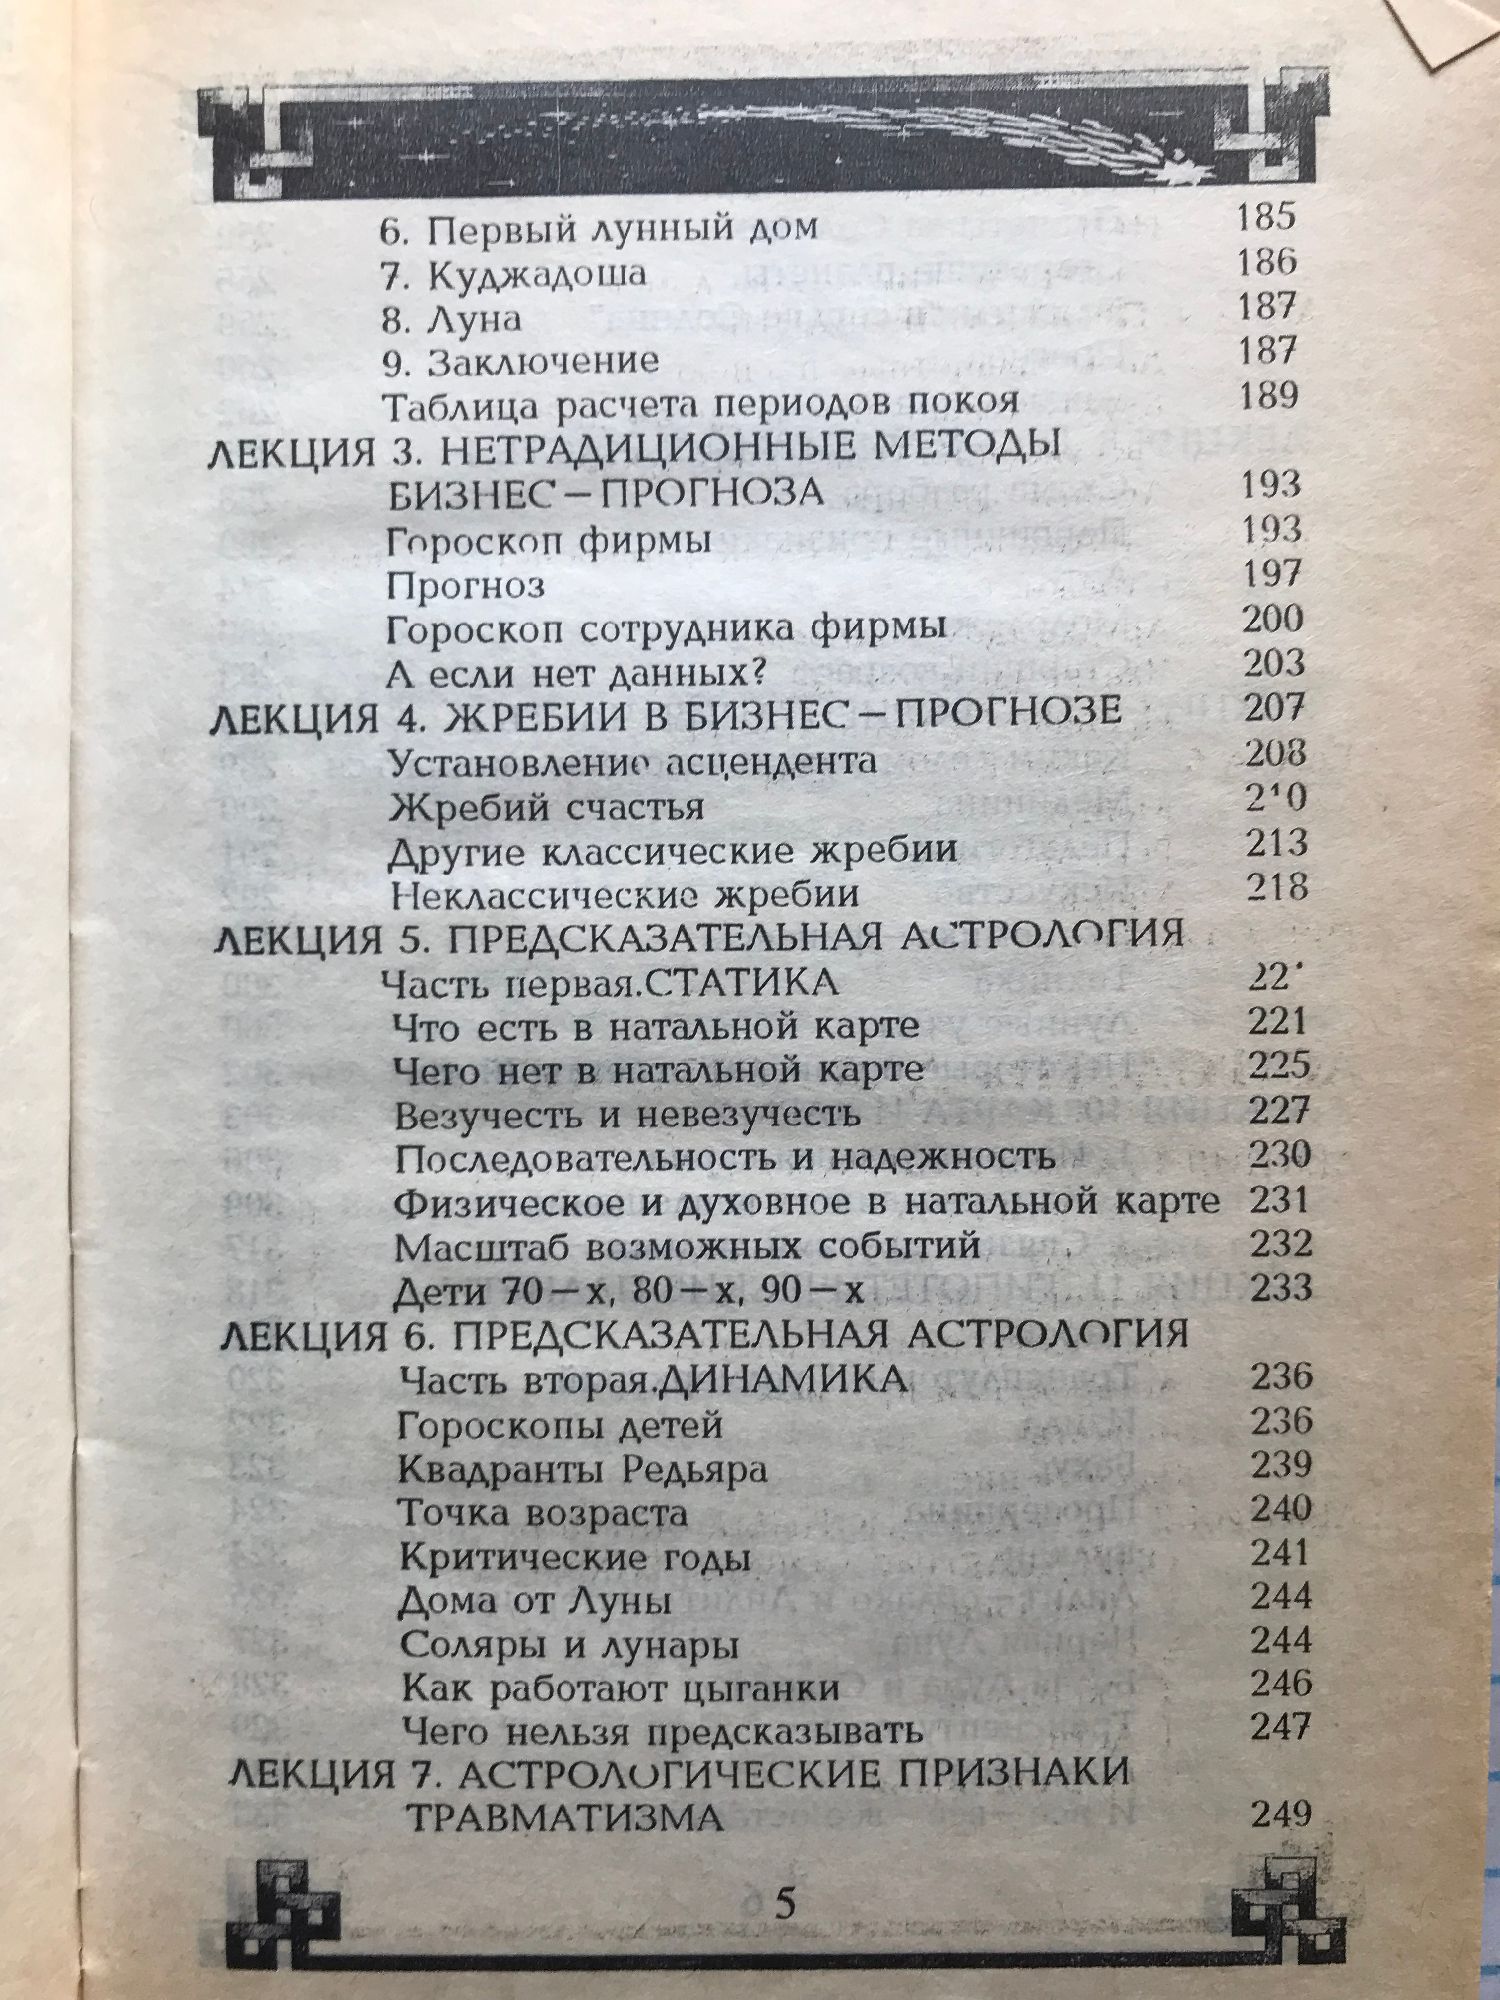 6. Первый лунный дом 185
7. Куджадоша 186
8. Луна 187
9. Заключение 187
Таблица расчета периодов покоя 189
ЛЕКЦИЯ 3. НЕТРАДИЦИОННЫЕ МЕТОДЫ
БИЗНЕС—ПРОГНОЗА 193
Гороскоп фирмы 193
Прогноз 197
Гороскоп сотрудника фирмы 200
А если нет данных? 203
ЛЕКЦИЯ 4. ЖРЕБИИ В БИЗНЕС—ПРОГНОЗЕ 207
Установление асцендента 208
Жребий счастья 210
Другие классические жребии 213
Неклассические жребии 218
ЛЕКЦИЯ 5. ПРЕДСКАЗАТЕЛЬНАЯ АСТРОЛОГИЯ
Часть первая.СТАТИКА 221
Что есть в натальной карте 221
Чего нет в натальной карте 225
Везучесть и невезучесть 227
Последовательность и надежность 230
Физическое и духовное в натальной карте 231
Масштаб возможных событий 232
Дети 70—х, 80—х, 90—х 233
ЛЕКЦИЯ 6. ПРЕДСКАЗАТЕЛЬНАЯ АСТРОЛОГИЯ
Часть вторая.ДИНАМИКА 236
Гороскопы детей 236
Квадранты Редьяра 239
Точка возраста 240
Критические годы 241
Дома от Луны 244
Соляры и лунары 244
Как работают цыганки 246
Чего нельзя предсказывать 247
ЛЕКЦИЯ 7. АСТРОЛОГИЧЕСКИЕ ПРИЗНАКИ
ТРАВМАТИЗМА 249
5